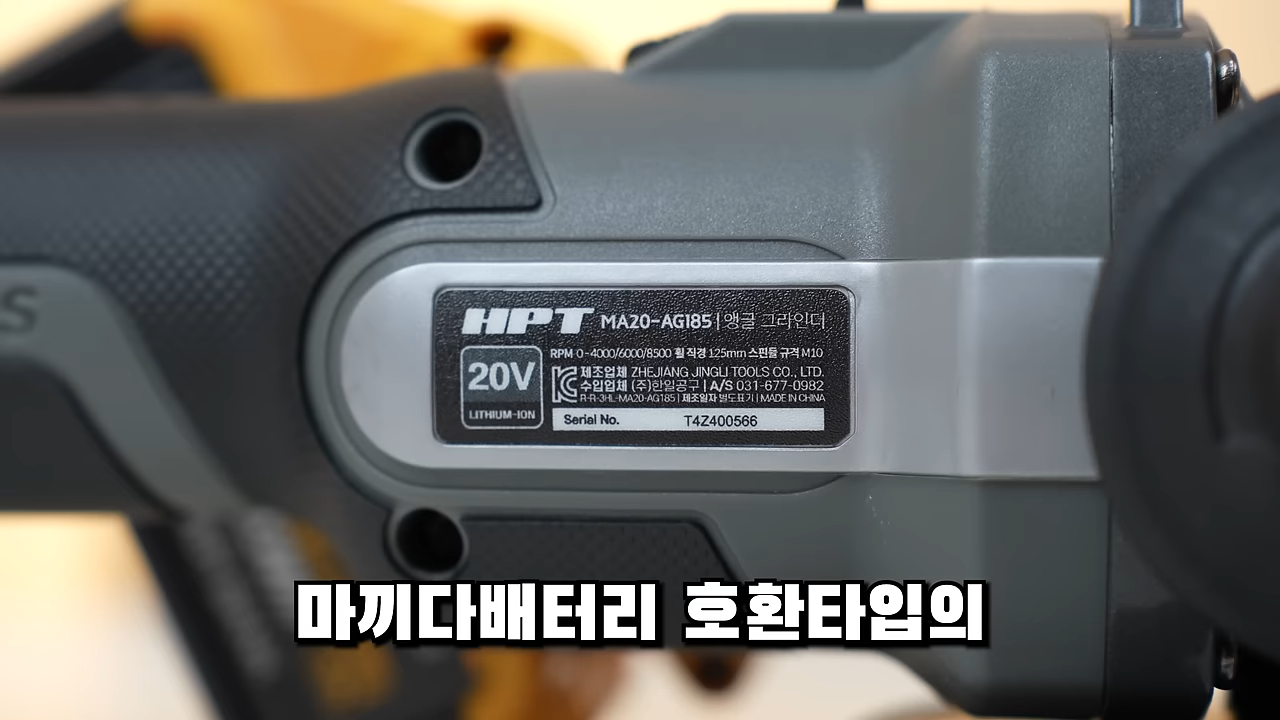 S
HPT MA20-AG185 | 앵글 그라인더
20V
LITHIUM-ION
RPM 0-4000/6000/8500 휠 직경 125mm 스핀들 규격 M10
제조업체 ZHEJIANG JINGLI TOOLS CO., LTD.
수입업체 (주)한일공구 | A/S 031-677-0982
R-R-3HL-MA20-AG185 | 제조일자 별도표기 | MADE IN CHINA
Serial No. T4Z400566
마끼다배터리 호환타입의